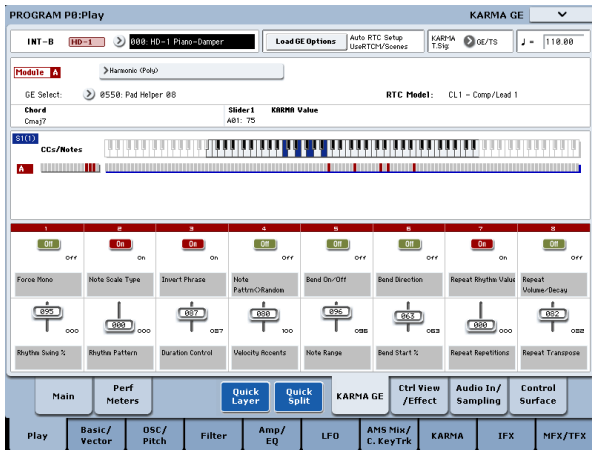 PROGRAM P0:Play KARMA GE
INT-B HD-1 000: HD-1 Piano-Damper Load GE Options Auto RTC Setup KARMA GE/TS ♩= 110.00
UseRTCM/Scenes T.Sig:
Module A Harmonic (Poly)
GE Select: 0550: Pad Helper 08 RTC Model: CL1 - Comp/Lead 1
Chord Slider1 KARMA Value
Cmaj7 A01: 75
S1(1)
CCs/Notes
A
1 2 3 4 5 6 7 8
Off On On Off Off Off On Off
Off On On Off Off Off On Off
Force Mono Note Scale Type Invert Phrase Note Pattrn<>Random Bend On/Off Bend Direction Repeat Rhythm Value Repeat Volume/Decay
095 000 087 080 096 063 000 082
000 000 087 100 096 063 000 082
Rhythm Swing % Rhythm Pattern Duration Control Velocity Accents Note Range Bend Start % Repeat Repetitions Repeat Transpose
Main Perf Meters Quick Layer Quick Split KARMA GE Ctrl View /Effect Audio In/ Sampling Control Surface
Play Basic/ Vector OSC/ Pitch Filter Amp/ EQ LFO AMS Mix/ C. KeyTrk KARMA IFX MFX/TFX